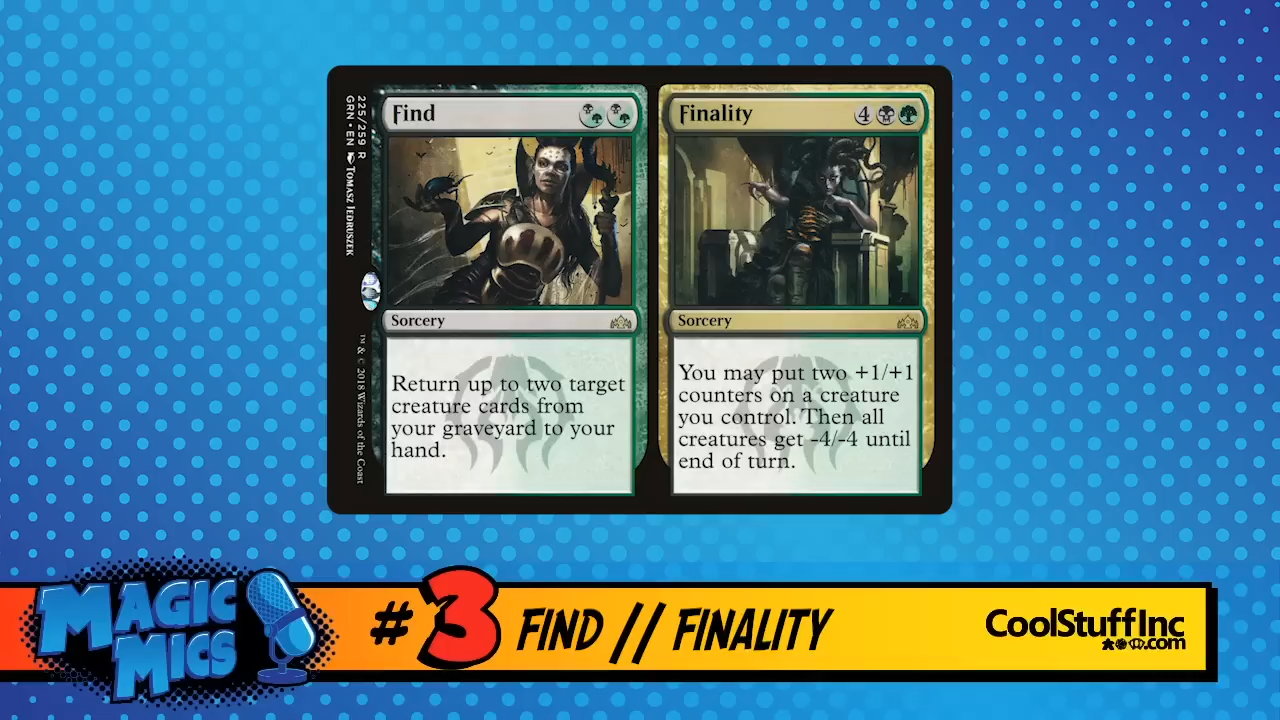 225/259 R
GRN • EN TOMASZ JEDRUSZEK
™ & © 2018 Wizards of the Coast
Find
Sorcery
Return up to two target
creature cards from
your graveyard to your
hand.
Finality
4
Sorcery
You may put two +1/+1
counters on a creature
you control. Then all
creatures get -4/-4 until
end of turn.
MAGIC
MICS
#3 FIND // FINALITY
CoolStuffInc
.com